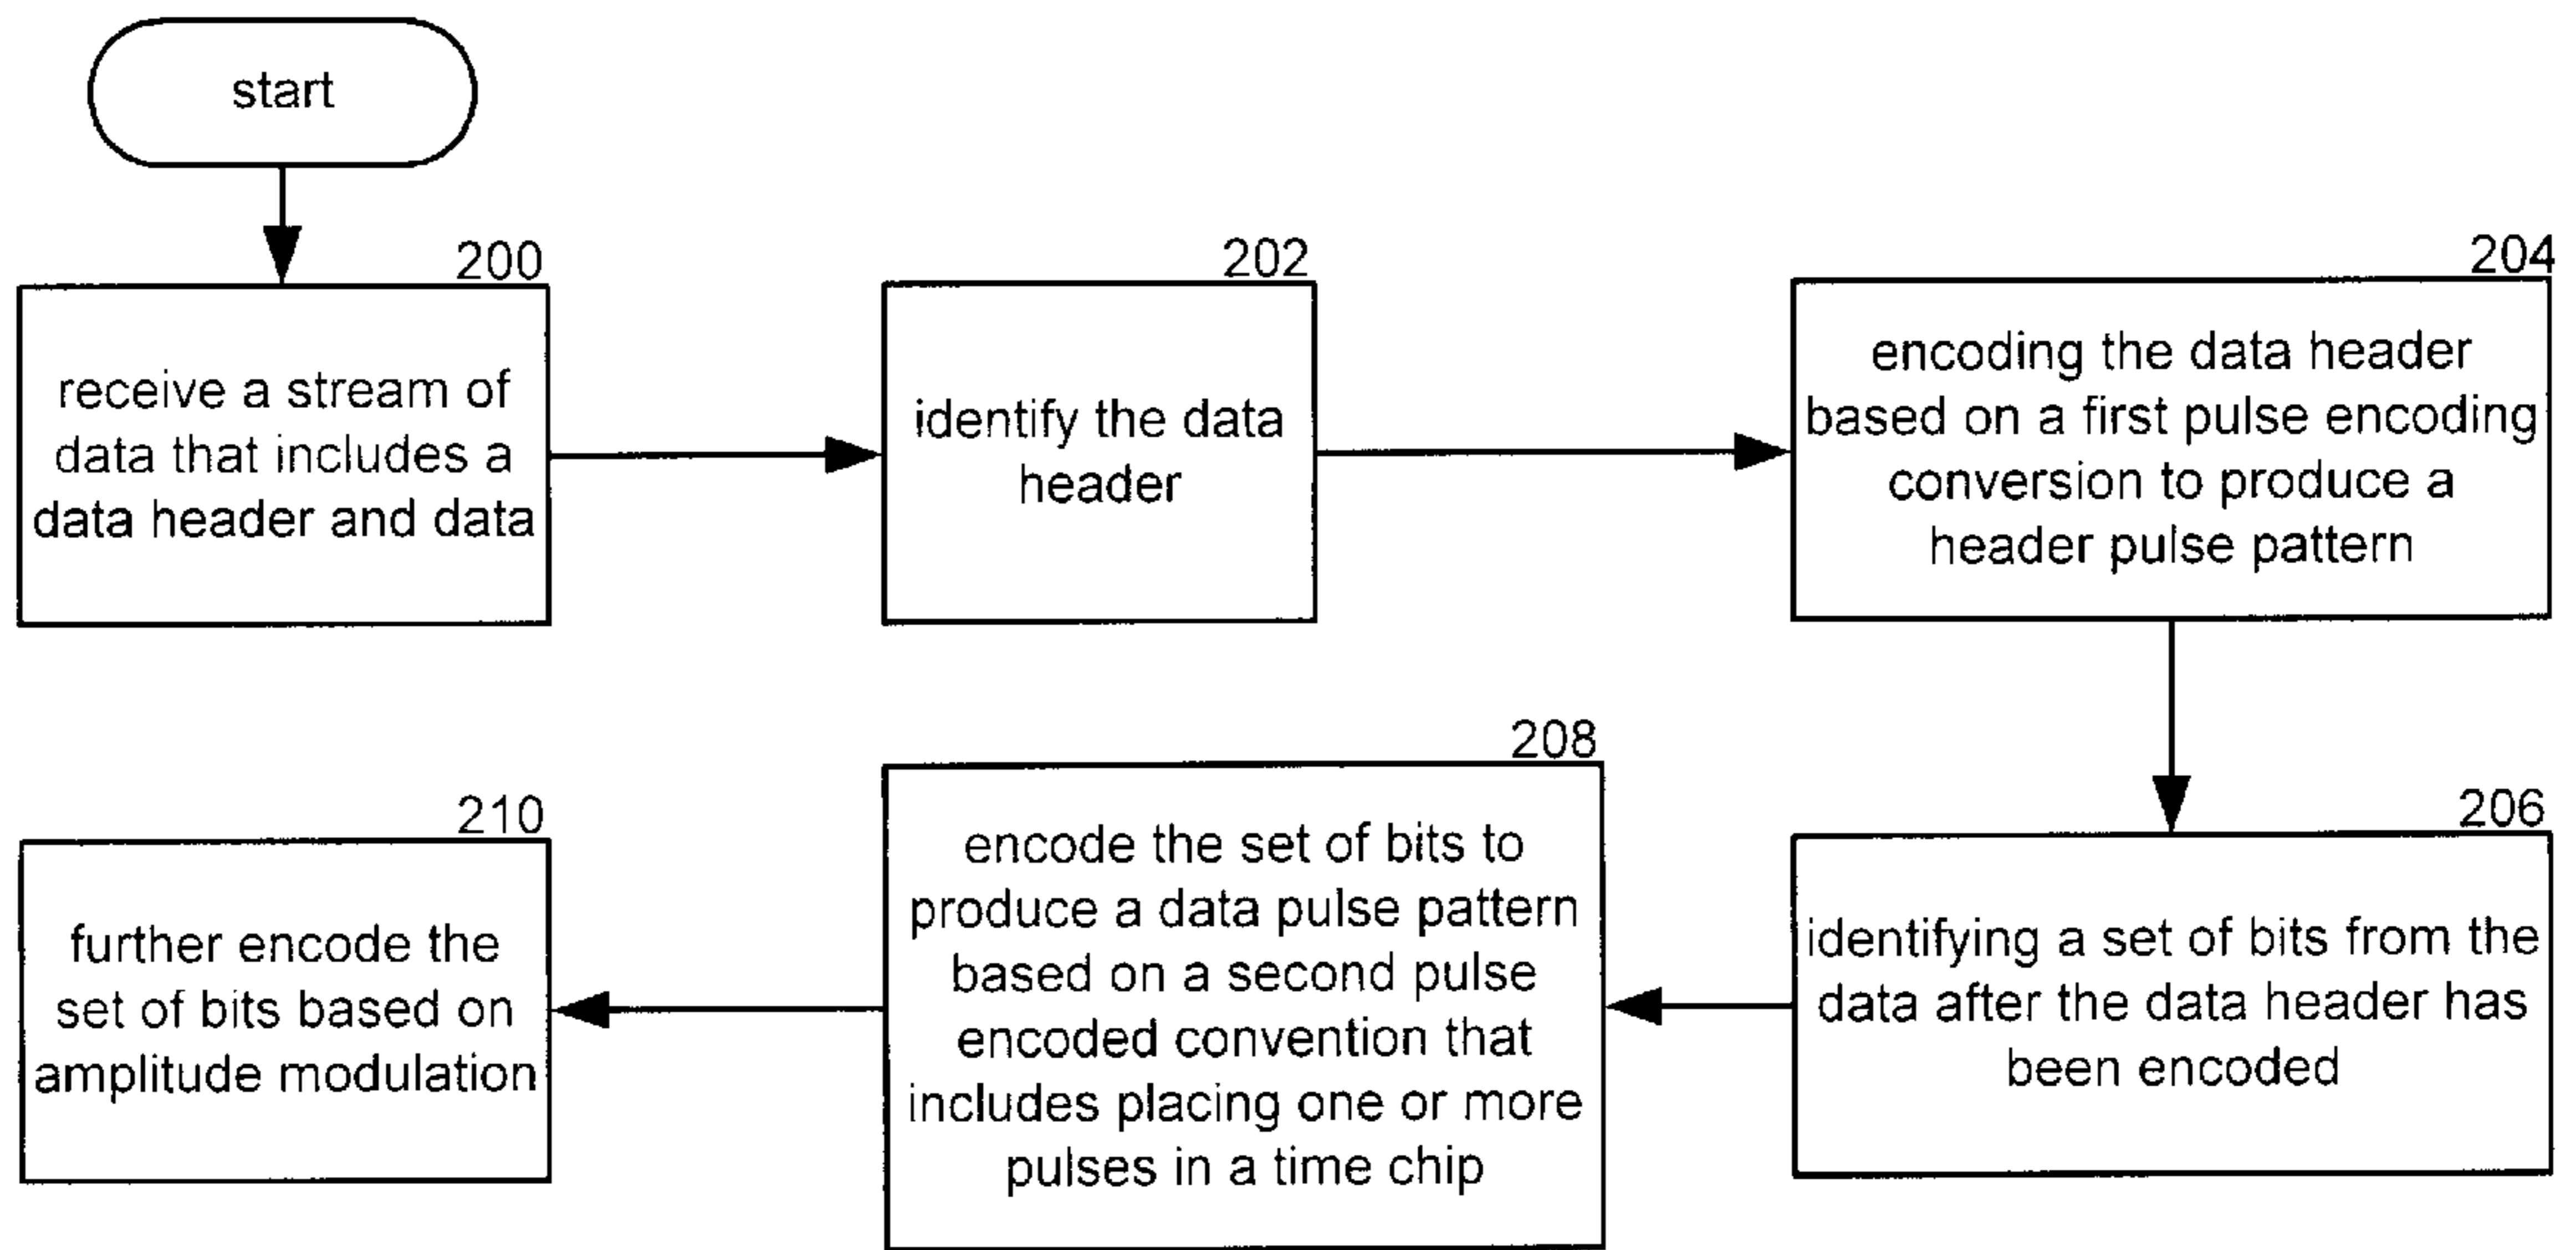 start
200
receive a stream of
data that includes a
data header and data
202
identify the data
header
204
encoding the data header
based on a first pulse encoding
conversion to produce a
header pulse pattern
206
identifying a set of bits from the
data after the data header has
been encoded
208
encode the set of bits to
produce a data pulse pattern
based on a second pulse
encoded convention that
includes placing one or more
pulses in a time chip
210
further encode the
set of bits based on
amplitude modulation